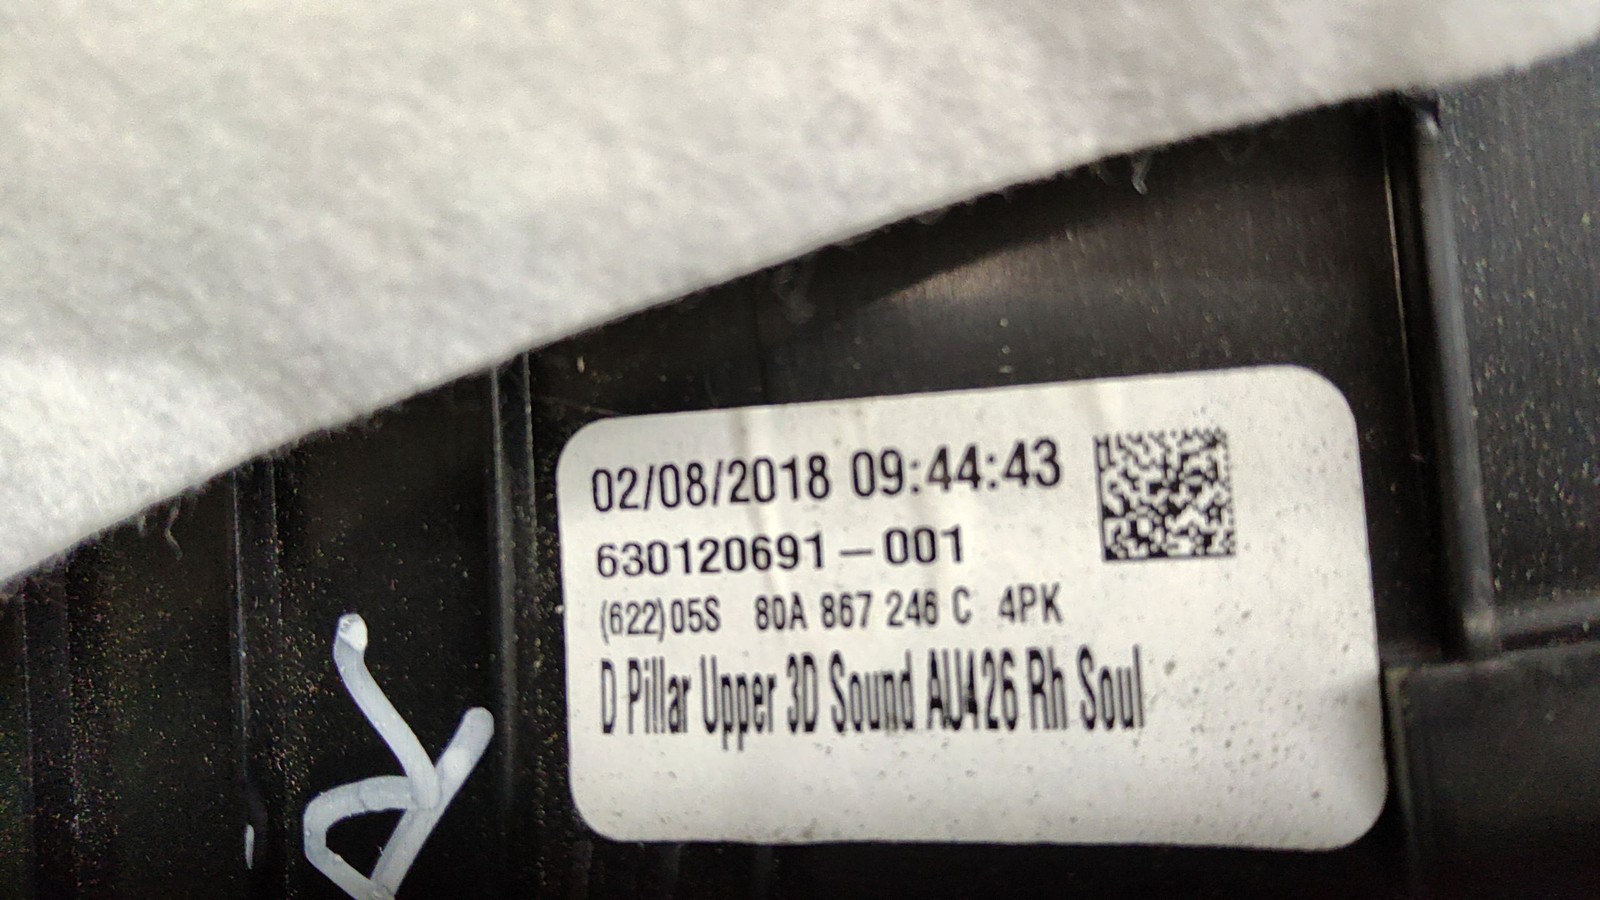 02/08/2018 09:44:43
630120691-001
(622)05S 80A 867 246 C 4PK
D Pillar Upper 3D Sound AU426 Rh Soul
R